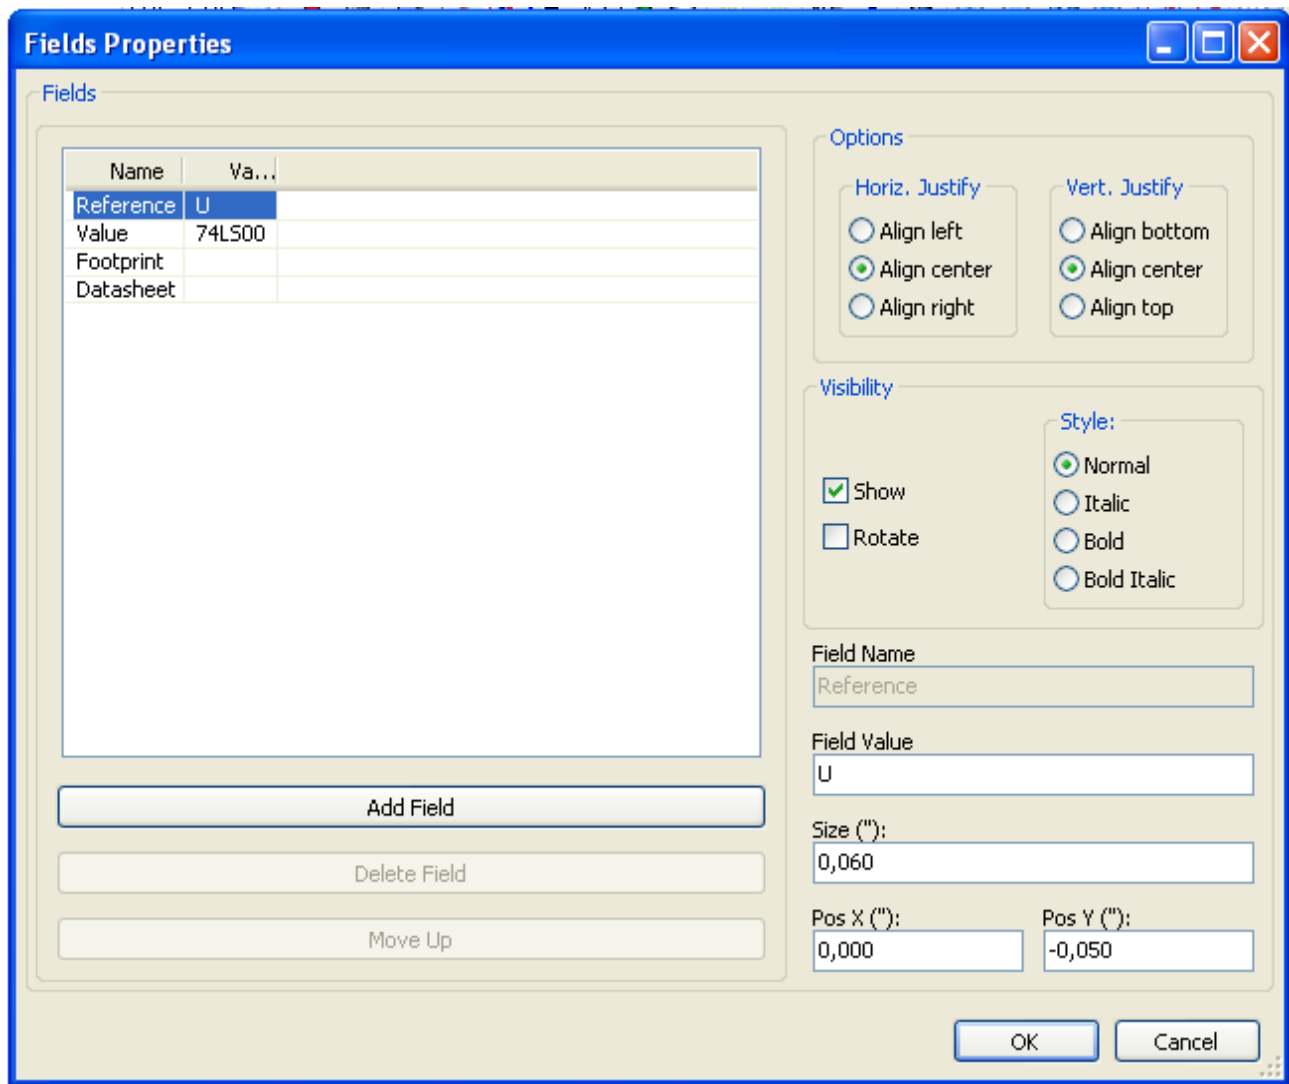 Fields Properties
Fields
Name Va...
Reference U
Value 74LS00
Footprint
Datasheet
Add Field
Delete Field
Move Up
Options
Horiz. Justify
Align left
Align center
Align right
Vert. Justify
Align bottom
Align center
Align top
Visibility
Show
Rotate
Style:
Normal
Italic
Bold
Bold Italic
Field Name
Reference
Field Value
U
Size ("):
0,060
Pos X ("): Pos Y ("):
0,000 -0,050
OK Cancel